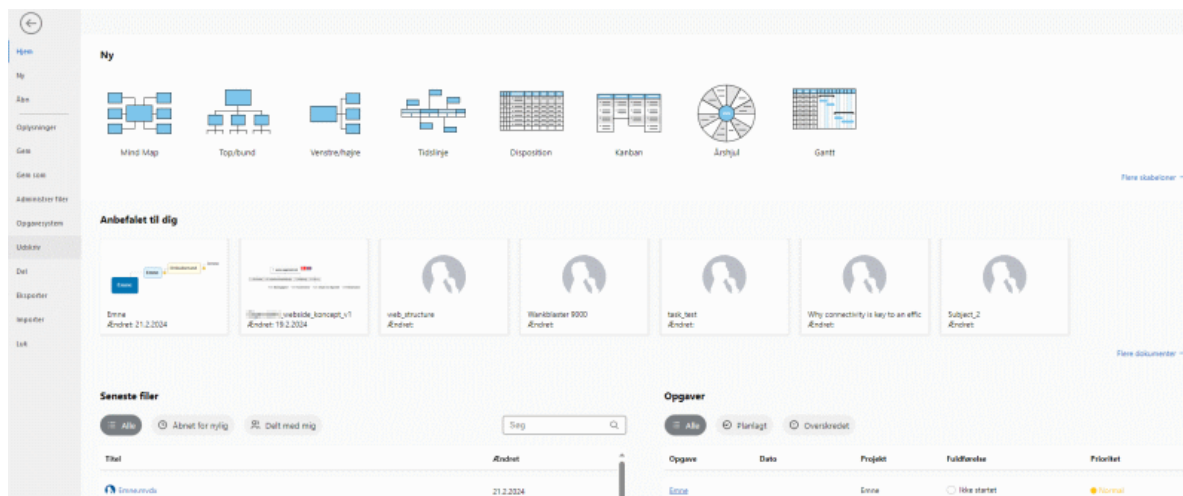 Hjem
Ny
Åbn
Oplysninger
Gem
Gem som
Administrer filer
Opgavesystem
Udskriv
Del
Eksporter
Importer
Luk
Ny
Mind Map
Top/bund
Venstre/højre
Tidslinje
Disposition
Kanban
Årshjul
Gantt
Flere skabeloner
Anbefalet til dig
Emne
Ændret: 21.2.2024
_webside_koncept_v1
Ændret: 19.2.2024
web_structure
Ændret:
Wankblaster 9000
Ændret:
task_test
Ændret:
Why connectivity is key to an effic
Ændret:
Subject_2
Ændret:
Flere dokumenter
Seneste filer
Alle
Åbnet for nylig
Delt med mig
Søg
Titel
Ændret
Emne.mvdx
21.2.2024
Opgaver
Alle
Planlagt
Overskredet
Opgave
Dato
Projekt
Fuldførelse
Prioritet
Emne
Emne
Ikke startet
Normal